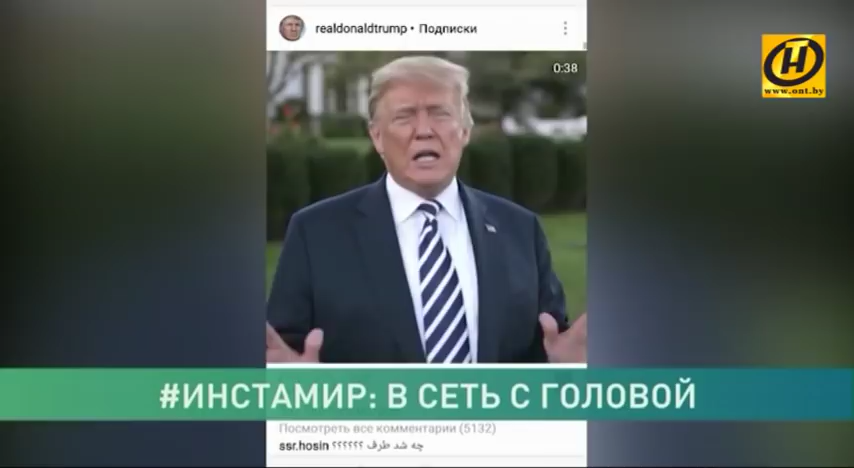 realdonaldtrump • Подписки
0:38
www.ont.by
#ИНСТАМИР: В СЕТЬ С ГОЛОВОЙ
Посмотреть все комментарии (5132)
ssr.hosin چه شد طرف ؟؟؟؟؟؟